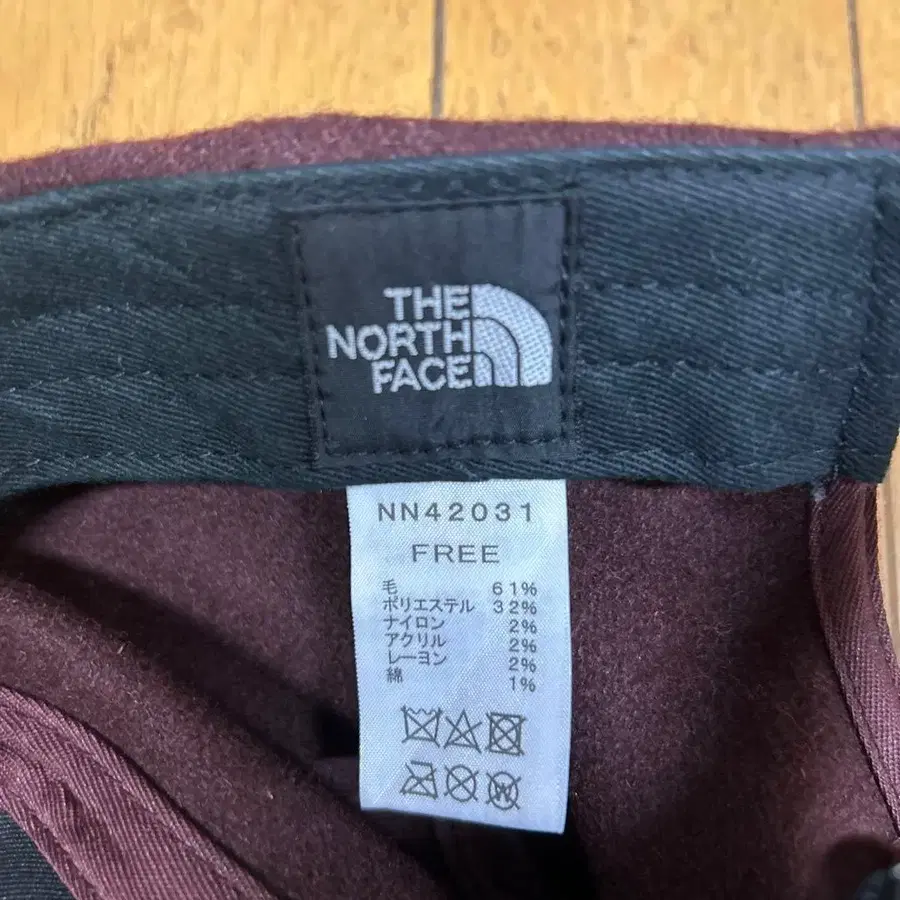 THE
NORTH
FACE
NN42031
FREE
毛 61%
ポリエステル 32%
ナイロン 2%
アクリル 2%
レーヨン 2%
綿 1%
W